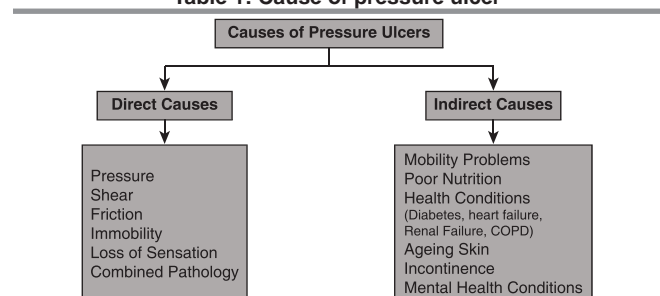 Table 1: Cause of pressure ulcer
Causes of Pressure Ulcers
Direct Causes
Indirect Causes
Pressure
Shear
Friction
Immobility
Loss of Sensation
Combined Pathology
Mobility Problems
Poor Nutrition
Health Conditions
(Diabetes, heart failure,
Renal Failure, COPD)
Ageing Skin
Incontinence
Mental Health Conditions